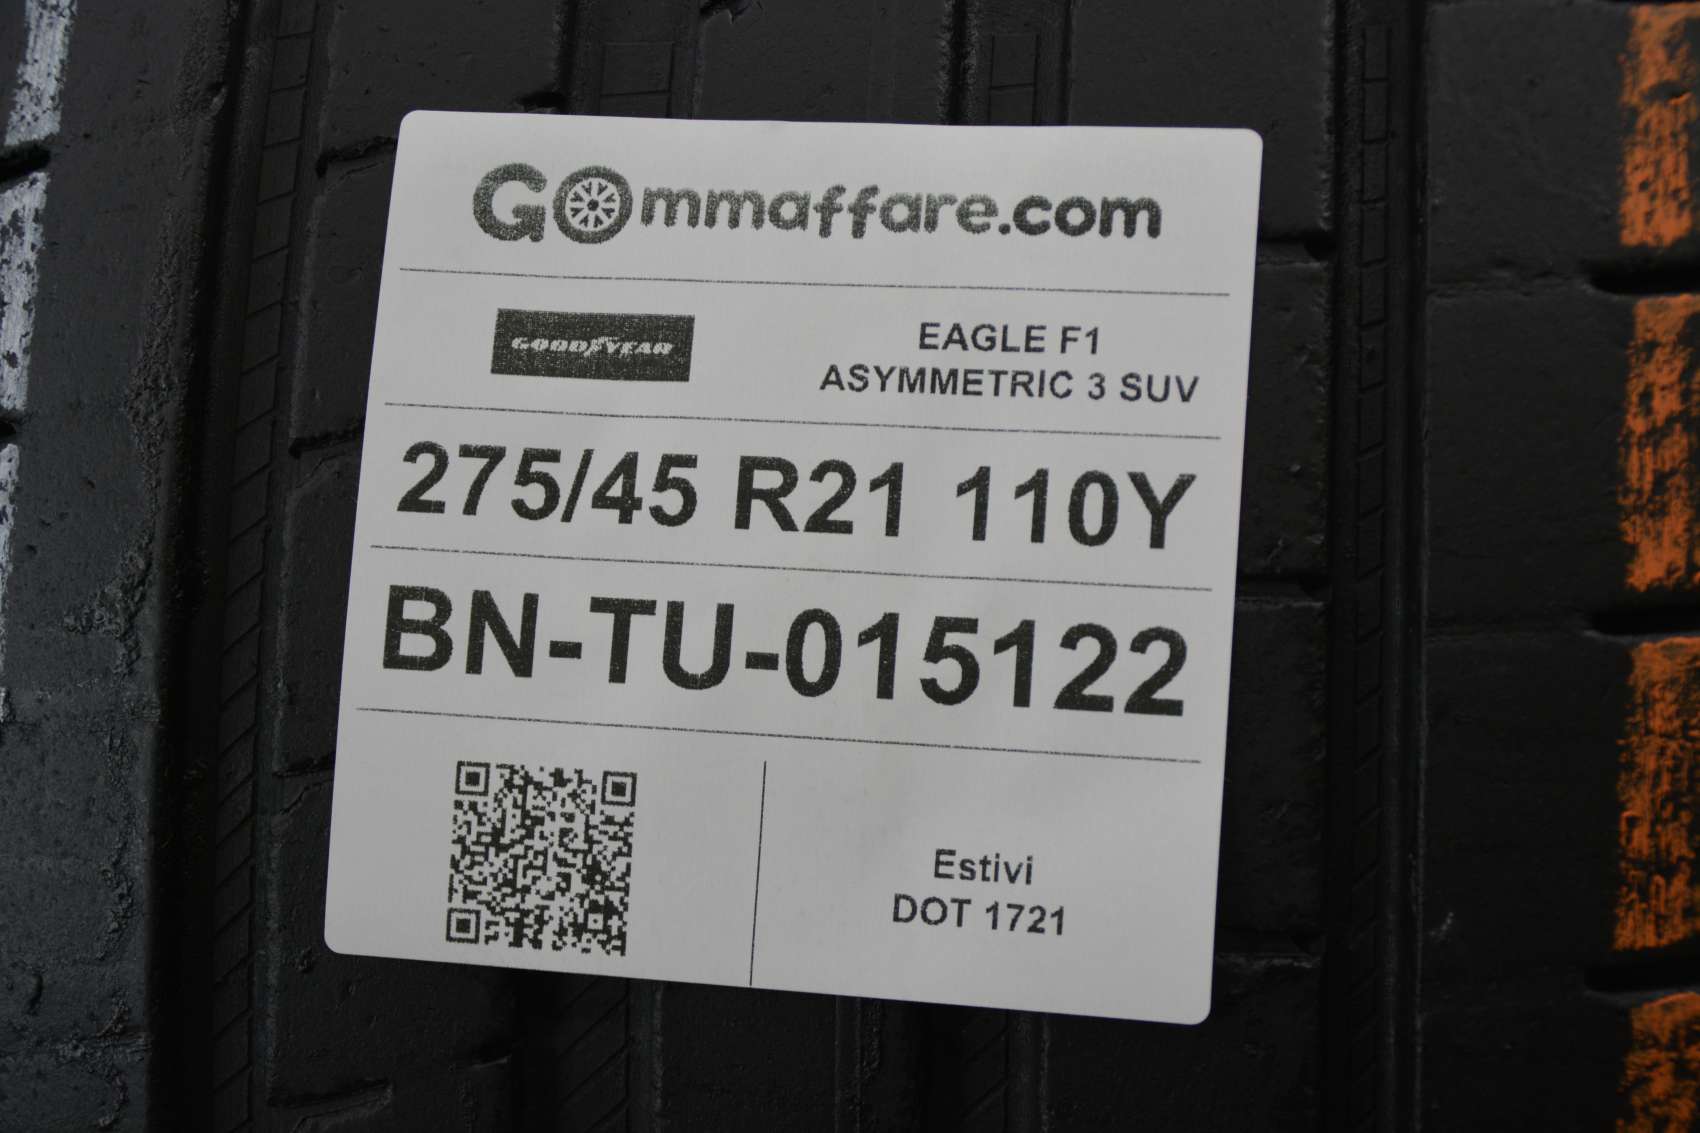 GOmmaffare.com
GOODYEAR
EAGLE F1
ASYMMETRIC 3 SUV
275/45 R21 110Y
BN-TU-015122
Estivi
DOT 1721